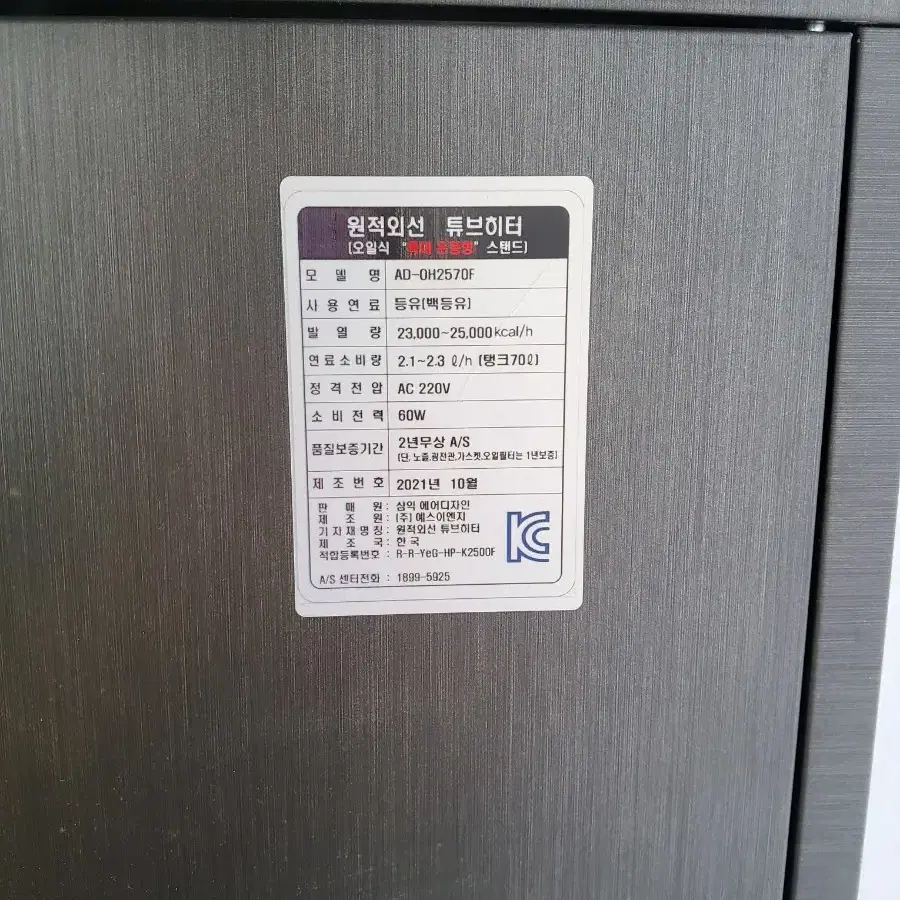 원적외선 튜브히터
(오일식 " " 스탠드)
모 델 명 AD-OH2570F
사 용 연 료 등유(백등유)
발 열 량 23,000~25,000kcal/h
연료소비량 2.1~2.3 ℓ/h (탱크70ℓ)
정 격 전 압 AC 220V
소 비 전 력 60W
품질보증기간 2년무상 A/S
(단, 노즐,광전관,가스켓,오일필터는 1년보증)
제 조 번 호 2021년 10월
판 매 원 : 삼익 에어디자인
제 조 원 : (주) 예스이엔지
기 자 재 명 칭 : 원적외선 튜브히터
제 조 국 : 한 국
적합등록번호 : R-R-YeG-HP-K2500F
A/S 센터전화 : 1899-5925